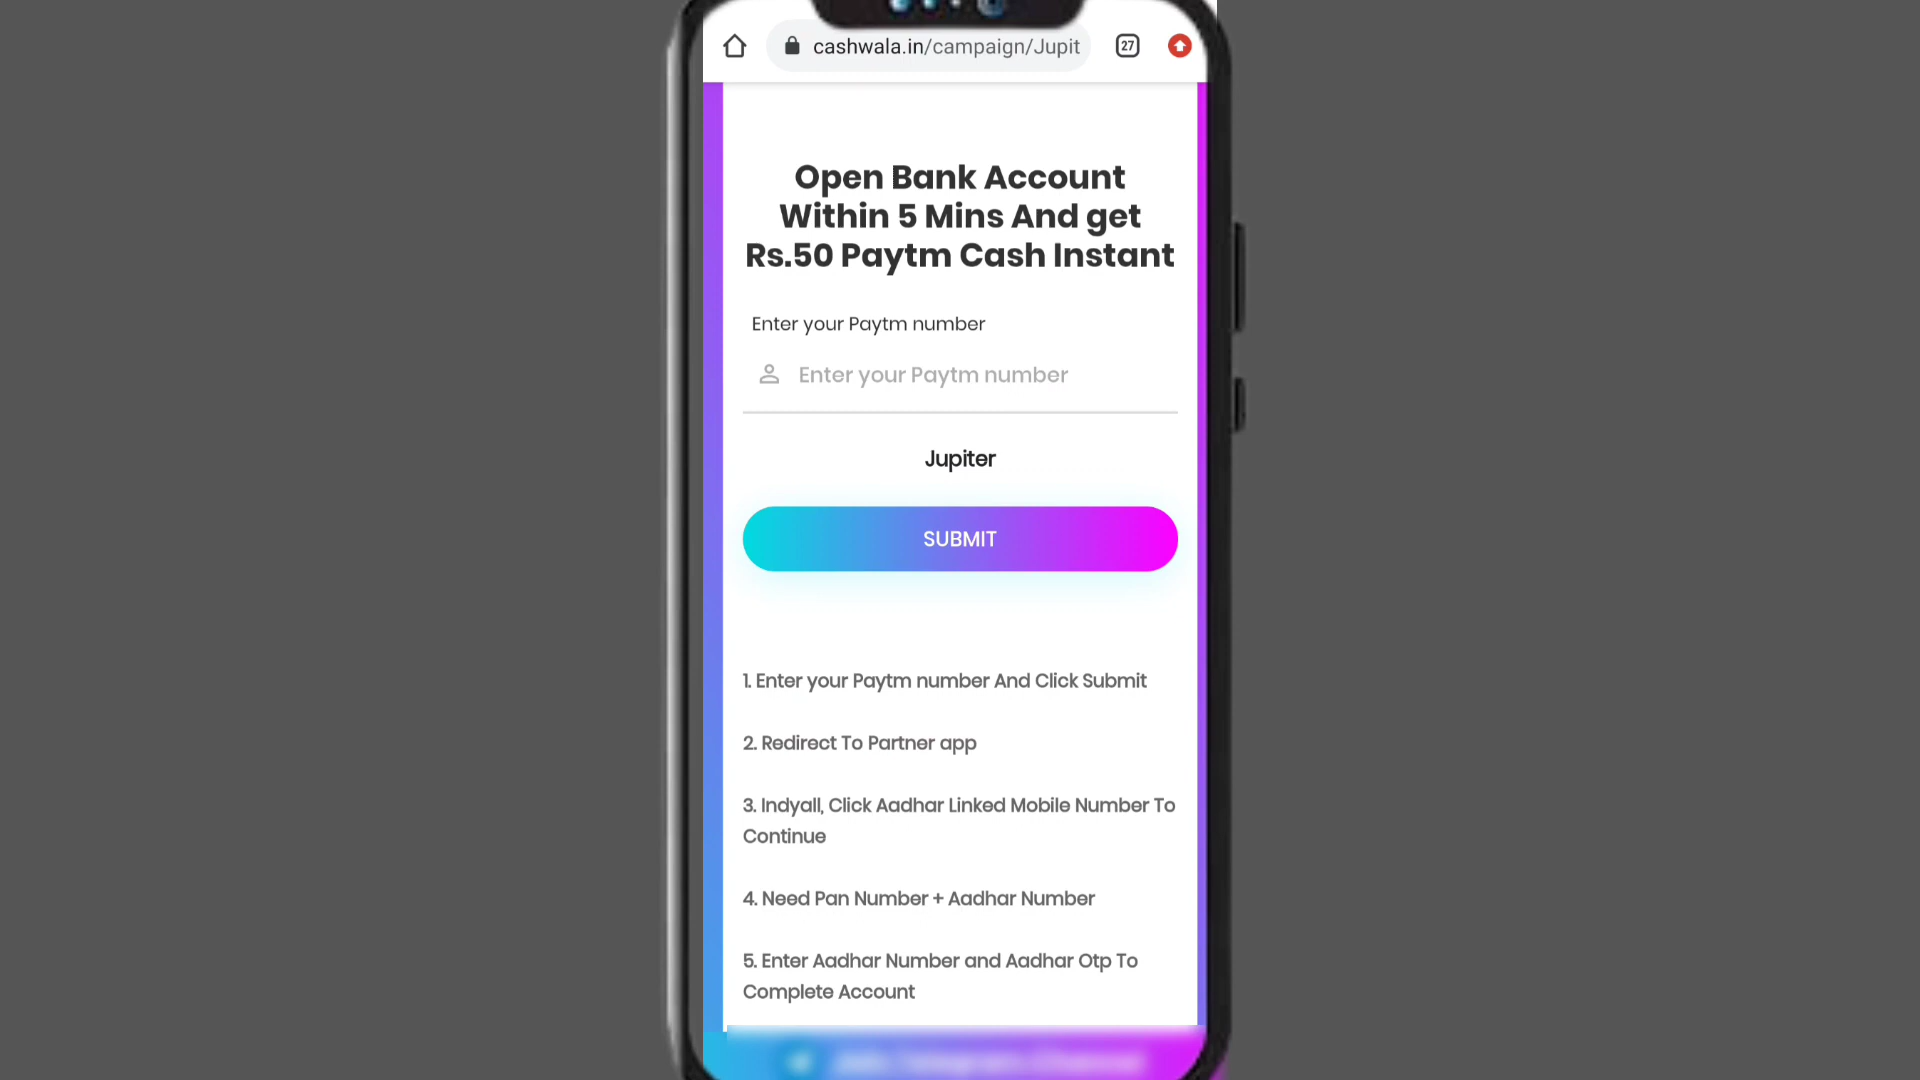 cashwala.in/campaign/Jupit
27
Open Bank Account
Within 5 Mins And get
Rs.50 Paytm Cash Instant
Enter your Paytm number
Enter your Paytm number
Jupiter
SUBMIT
1. Enter your Paytm number And Click Submit
2. Redirect To Partner app
3. Indyall, Click Aadhar Linked Mobile Number To
Continue
4. Need Pan Number + Aadhar Number
5. Enter Aadhar Number and Aadhar Otp To
Complete Account